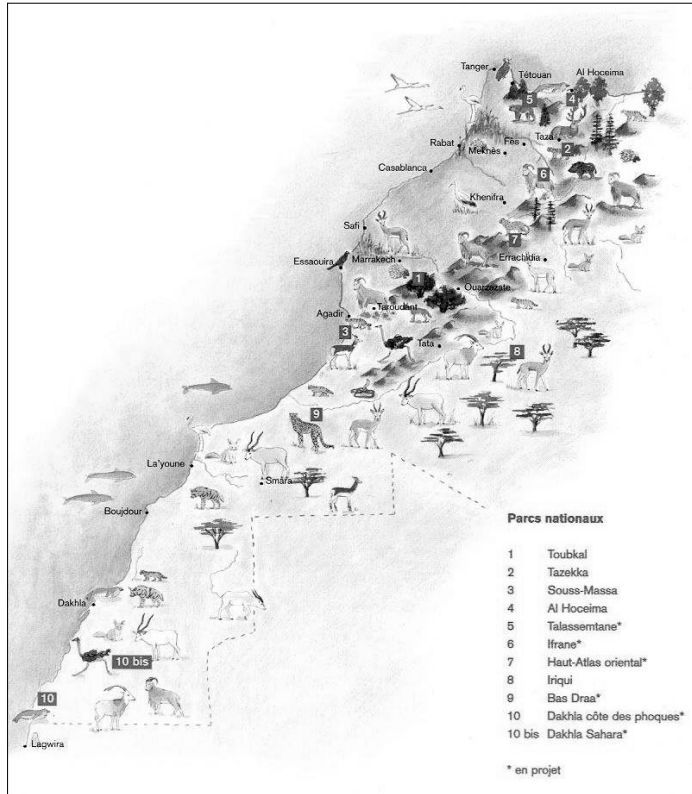 Tanger
Tétouan
Al Hoceima
5
4
Taza
2
Rabat
Fès
Meknès
Casablanca
6
Khenifra
Safi
7
Essaouira
Marrakech
Errachidia
1
Ouarzazate
Agadir
Taroudant
3
Tata
8
9
La'youne
Smâra
Boujdour
Dakhla
10 bis
10
Lagwira
Parcs nationaux
1 Toubkal
2 Tazekka
3 Souss-Massa
4 Al Hoceima
5 Talassemtane*
6 Ifrane*
7 Haut-Atlas oriental*
8 Iriqui
9 Bas Draa*
10 Dakhla côte des phoques*
10 bis Dakhla Sahara*
* en projet